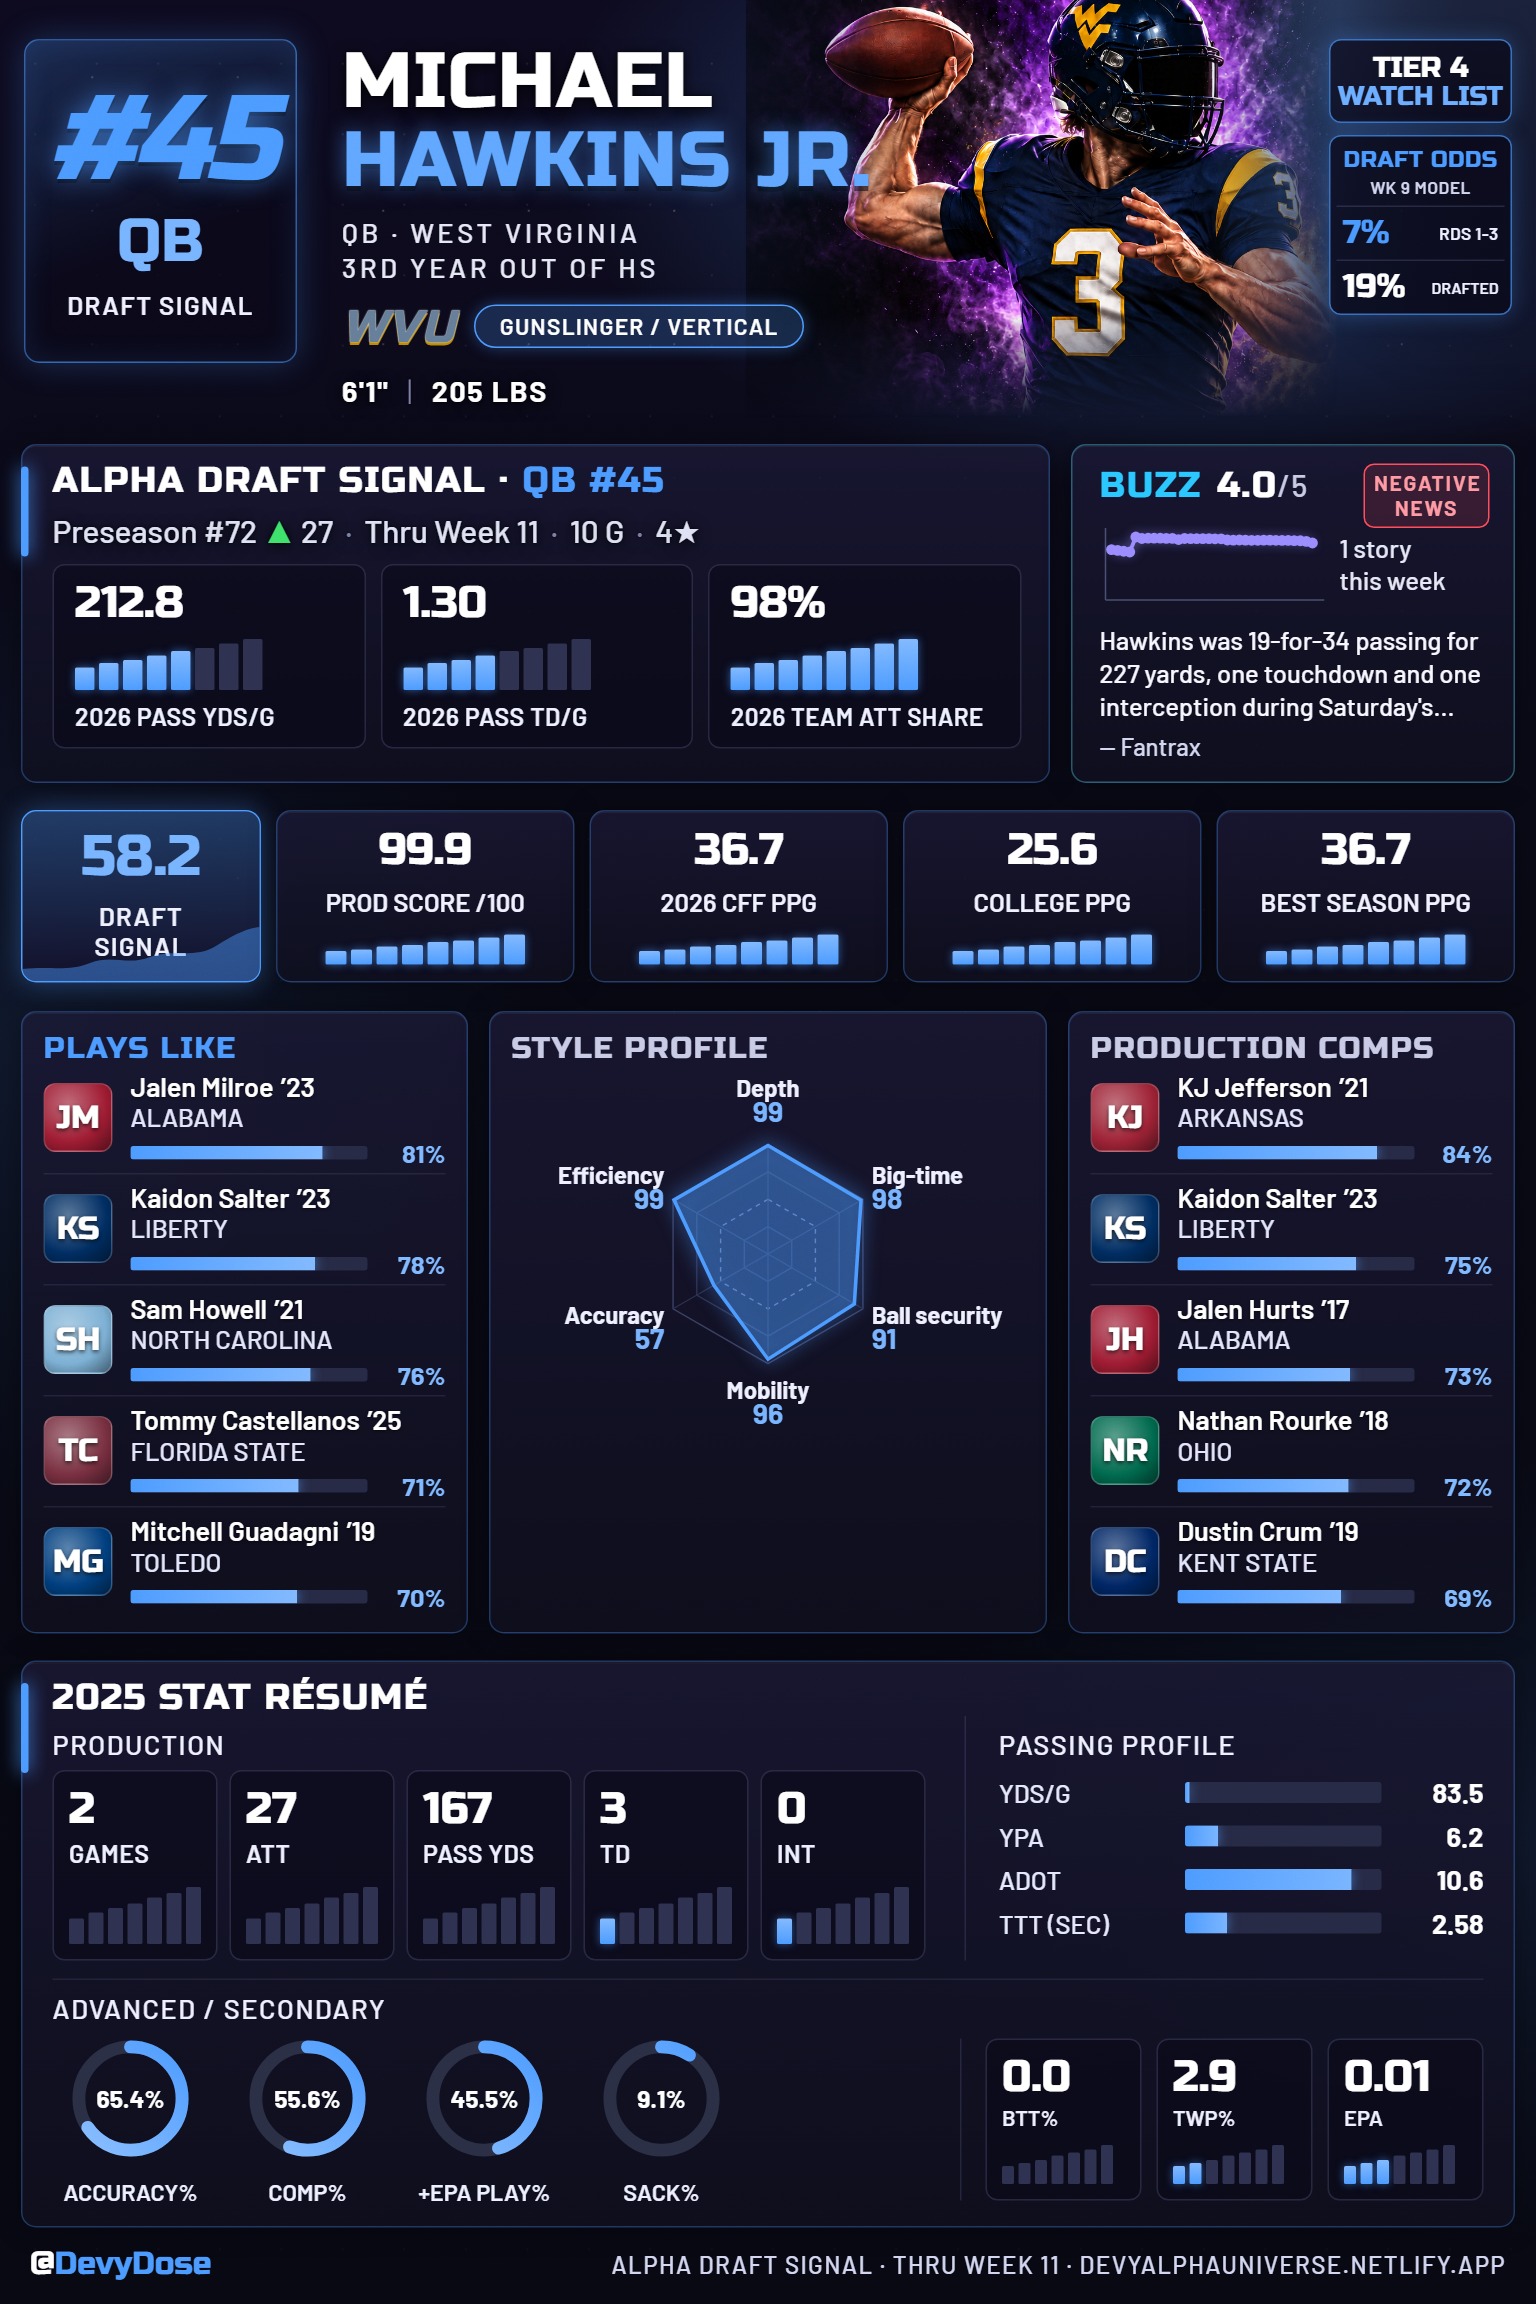 #45
QB
DRAFT SIGNAL
MICHAEL
HAWKINS JR.
QB · WEST VIRGINIA
3RD YEAR OUT OF HS
WVU
GUNSLINGER / VERTICAL
6'1" | 205 LBS
WV
3
3
TIER 4
WATCH LIST
DRAFT ODDS
WK 9 MODEL
7% RDS 1-3
19% DRAFTED
ALPHA DRAFT SIGNAL · QB #45
Preseason #72 ▲ 27 · Thru Week 11 · 10 G · 4★
212.8
2026 PASS YDS/G
1.30
2026 PASS TD/G
98%
2026 TEAM ATT SHARE
BUZZ 4.0/5
NEGATIVE
NEWS
1 story
this week
Hawkins was 19-for-34 passing for
227 yards, one touchdown and one
interception during Saturday's...
– Fantrax
58.2
DRAFT
SIGNAL
99.9
PROD SCORE /100
36.7
2026 CFF PPG
25.6
COLLEGE PPG
36.7
BEST SEASON PPG
PLAYS LIKE
JM
Jalen Milroe ’23
ALABAMA
81%
KS
Kaidon Salter ’23
LIBERTY
78%
SH
Sam Howell ’21
NORTH CAROLINA
76%
TC
Tommy Castellanos ’25
FLORIDA STATE
71%
MG
Mitchell Guadagni ’19
TOLEDO
70%
STYLE PROFILE
Depth
99
Efficiency
99
Big-time
98
Accuracy
57
Ball security
91
Mobility
96
PRODUCTION COMPS
KJ
KJ Jefferson ’21
ARKANSAS
84%
KS
Kaidon Salter ’23
LIBERTY
75%
JH
Jalen Hurts ’17
ALABAMA
73%
NR
Nathan Rourke ’18
OHIO
72%
DC
Dustin Crum ’19
KENT STATE
69%
2025 STAT RÉSUMÉ
PRODUCTION
2
GAMES
27
ATT
167
PASS YDS
3
TD
0
INT
PASSING PROFILE
YDS/G 83.5
YPA 6.2
ADOT 10.6
TTT (SEC) 2.58
ADVANCED / SECONDARY
65.4%
ACCURACY%
55.6%
COMP%
45.5%
+EPA PLAY%
9.1%
SACK%
0.0
BTT%
2.9
TWP%
0.01
EPA
@DevyDose
ALPHA DRAFT SIGNAL · THRU WEEK 11 · DEVYALPHAUNIVERSE.NETLIFY.APP